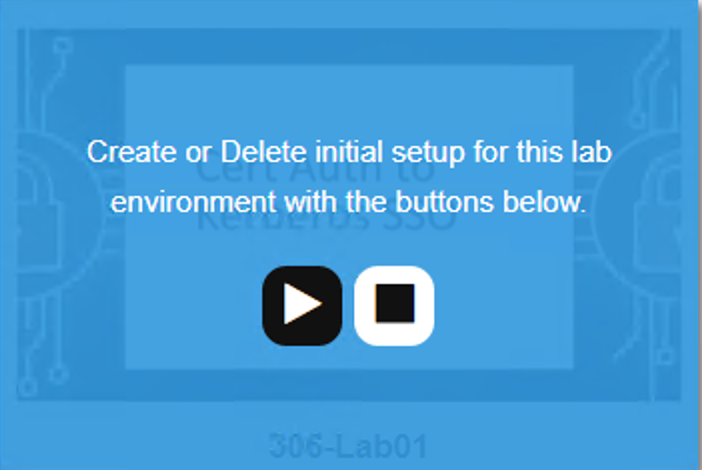 Create or Delete initial setup for this lab
Cert Auth to
environment with the buttons below.
Kerberos SSO
306-Lab01